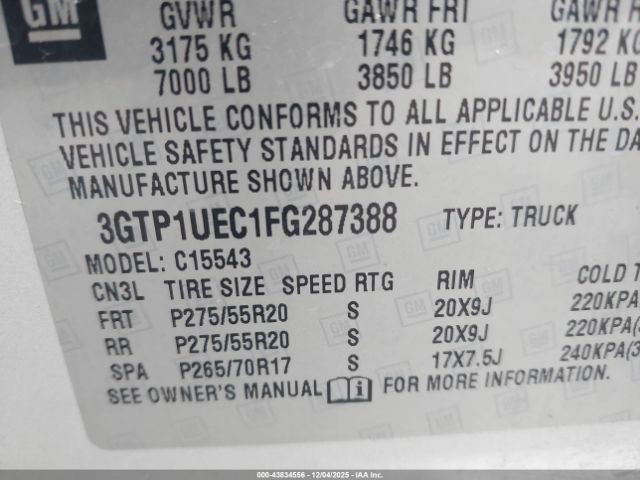 GM
GVWR GAWR FRT GAWR
3175 KG 1746 KG 1792 KG
7000 LB 3850 LB 3950 LB
THIS VEHICLE CONFORMS TO ALL APPLICABLE U.S.
VEHICLE SAFETY STANDARDS IN EFFECT ON THE
MANUFACTURE SHOWN ABOVE.
3GTP1UEC1FG287388 TYPE: TRUCK
MODEL: C15543
CN3L TIRE SIZE SPEED RTG RIM COLD
FRT P275/55R20 S 20X9J 220KPA
RR P275/55R20 S 20X9J 220KPA(
SPA P265/70R17 S 17X7.5J 240KPA(3
SEE OWNER'S MANUAL i FOR MORE INFORMATION.
000-43834556 - 12/04/2025 - IAA Inc.